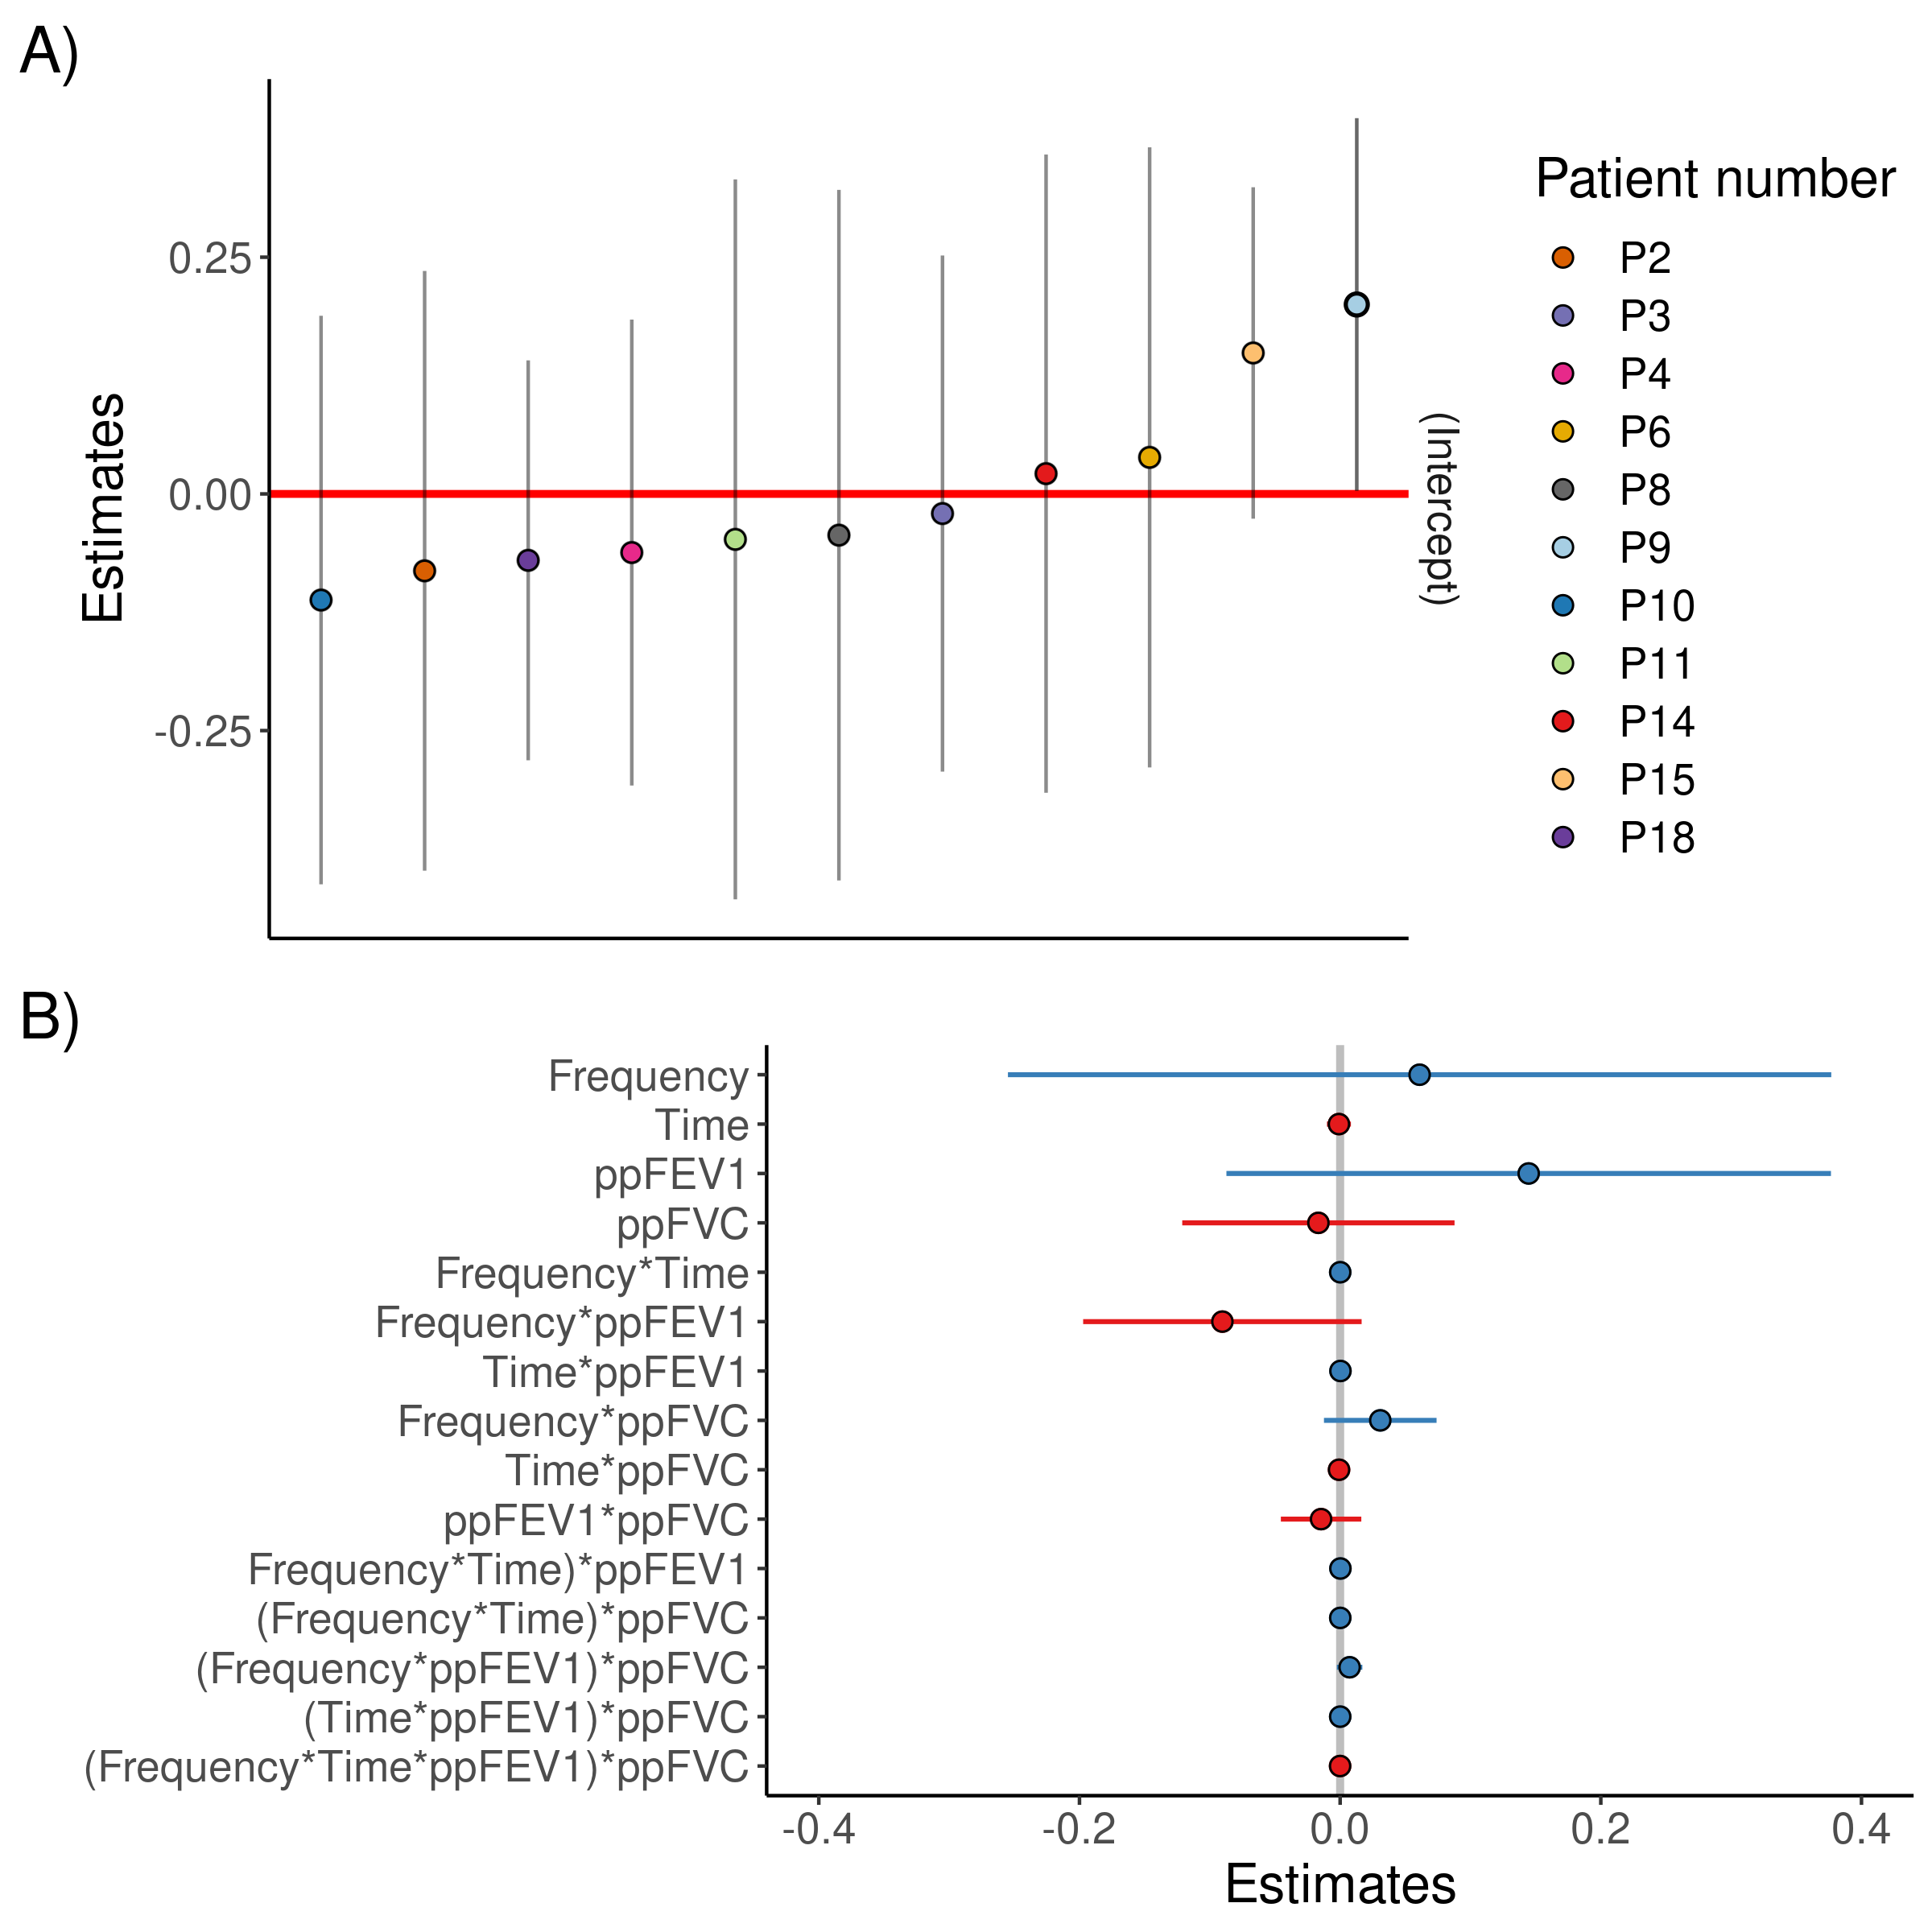 A)
Estimates
0.25
0.00
-0.25
(Intercept)
Patient number
P2
P3
P4
P6
P8
P9
P10
P11
P14
P15
P18
B)
Frequency
Time
ppFEV1
ppFVC
Frequency*Time
Frequency*ppFEV1
Time*ppFEV1
Frequency*ppFVC
Time*ppFVC
ppFEV1*ppFVC
Frequency*Time)*ppFEV1
(Frequency*Time)*ppFVC
(Frequency*ppFEV1)*ppFVC
(Time*ppFEV1)*ppFVC
(Frequency*Time*ppFEV1)*ppFVC
-0.4 -0.2 0.0 0.2 0.4
Estimates